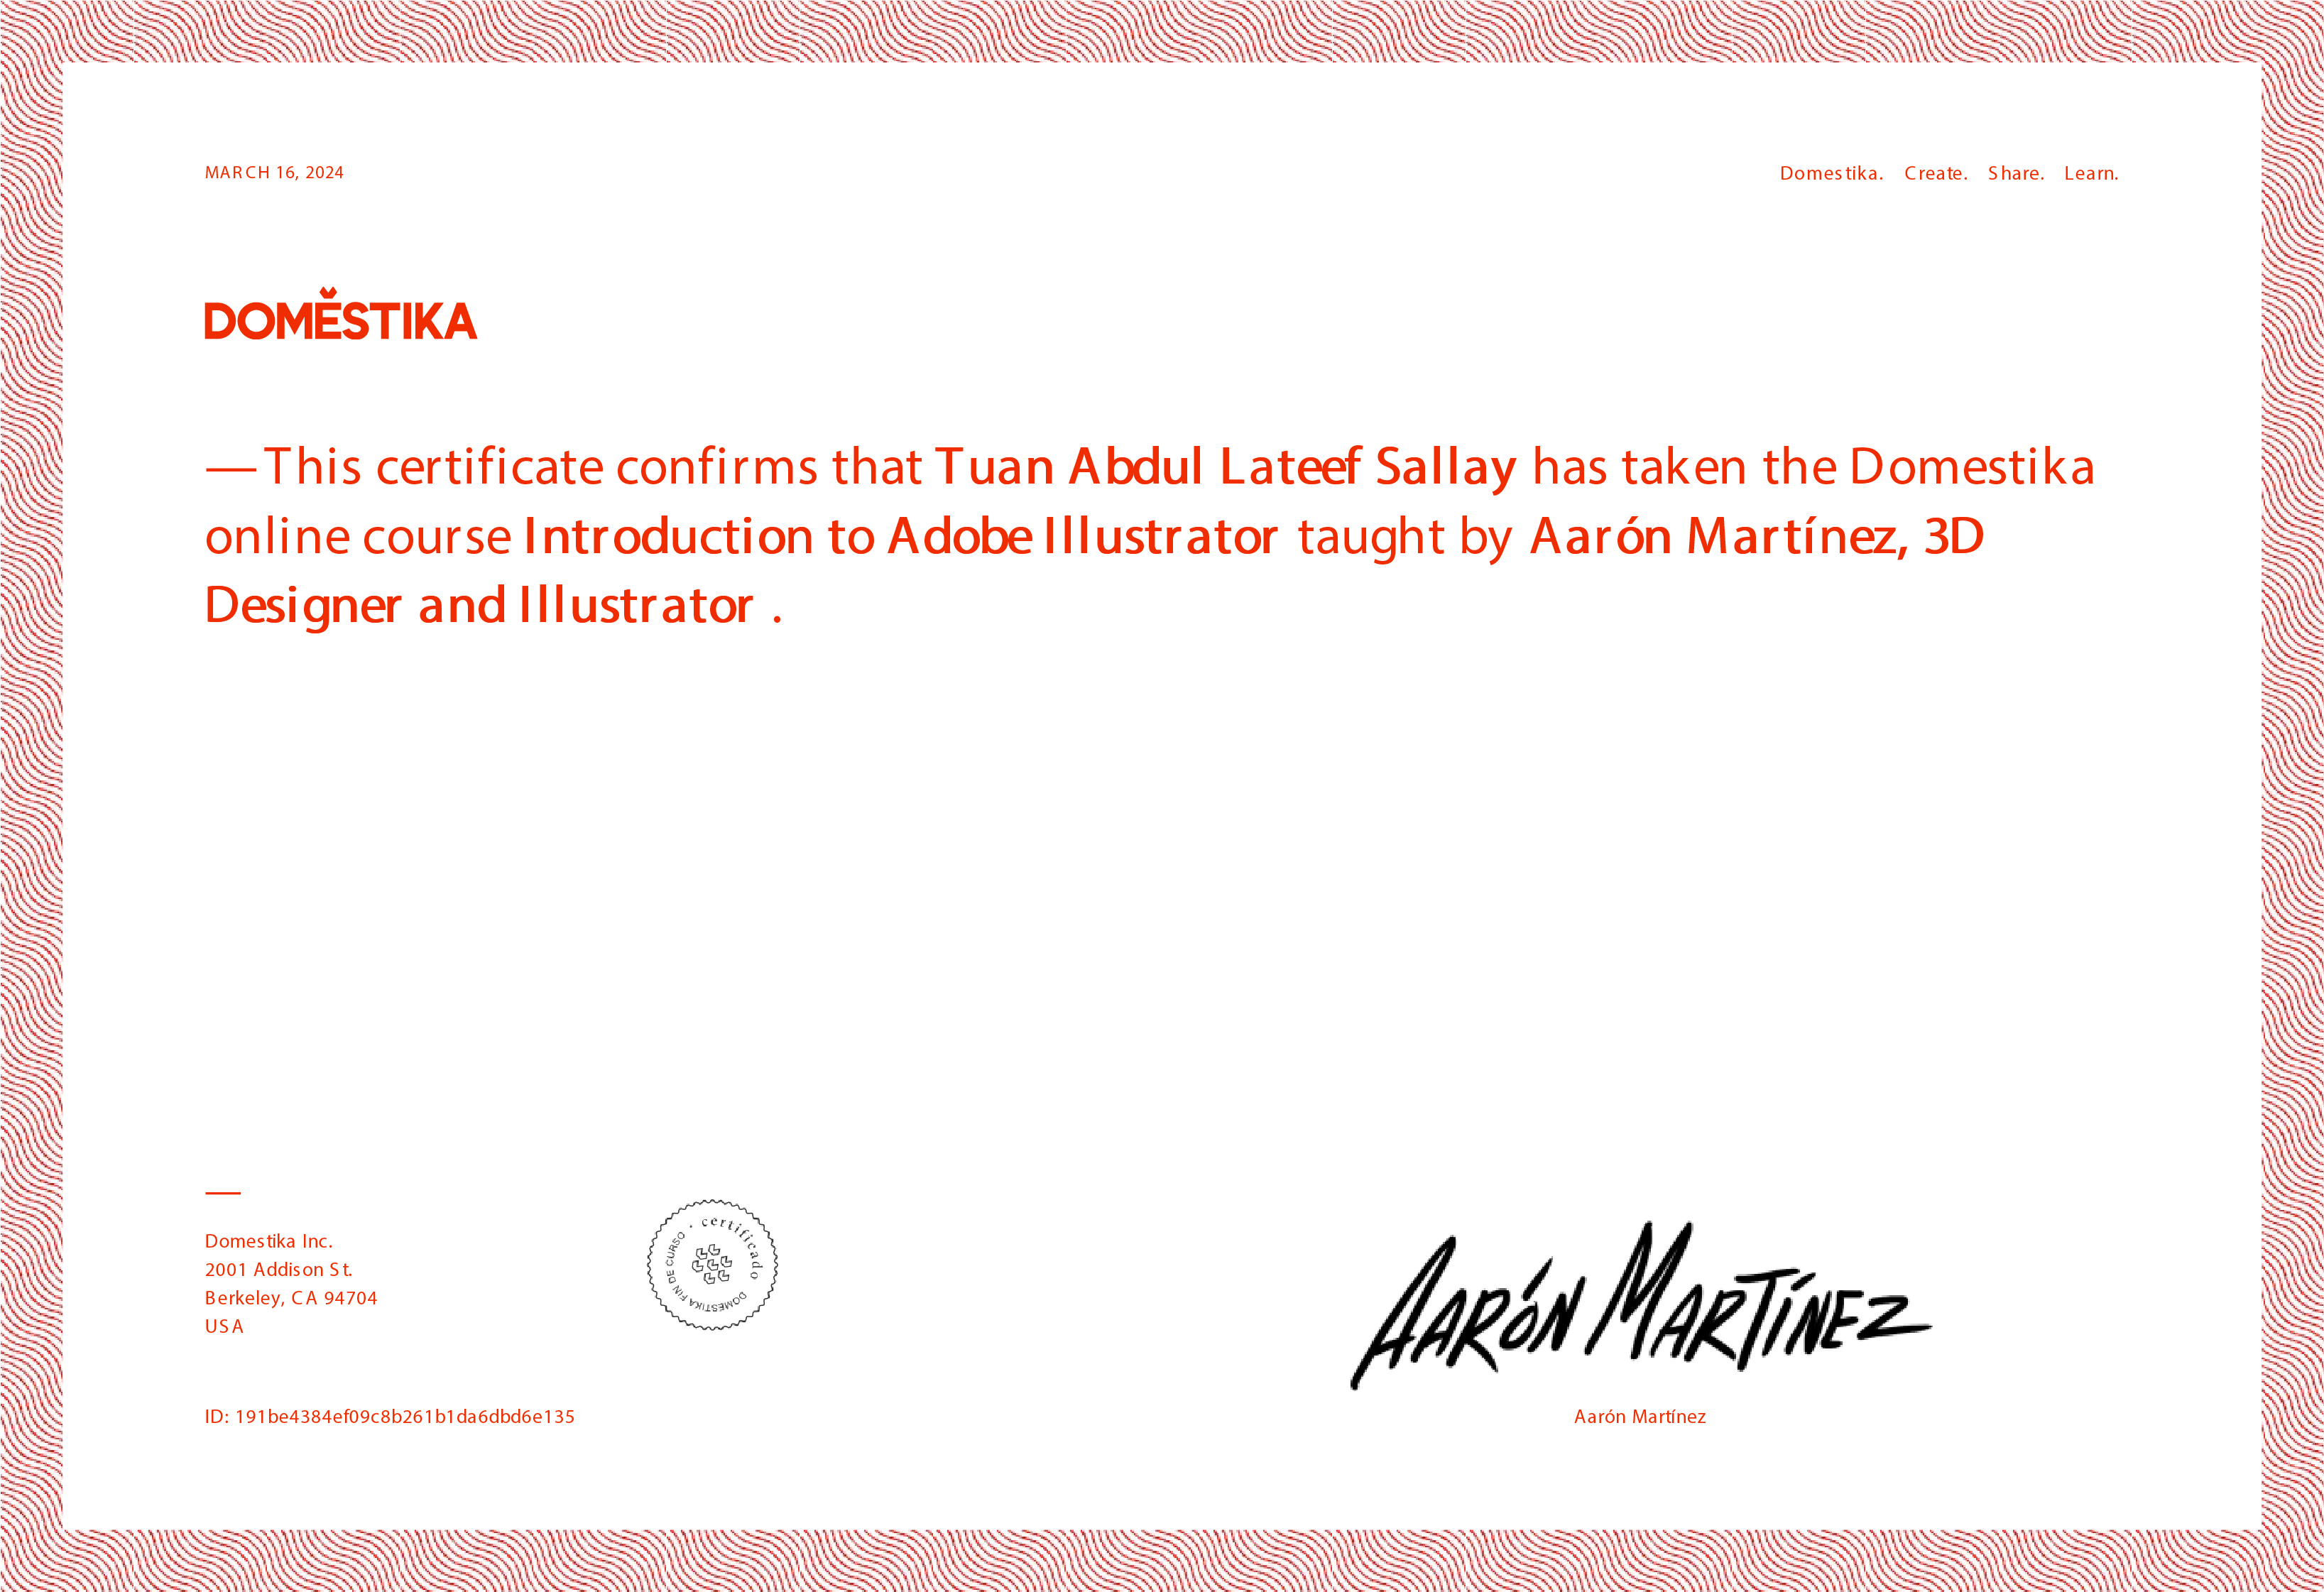 MARCH 16, 2024
Domestika. Create. Share. Learn.
DOMĚSTIKA
—This certificate confirms that Tuan Abdul Lateef Sallay has taken the Domestika
online course Introduction to Adobe Illustrator taught by Aarón Martínez, 3D
Designer and Illustrator .
Domestika Inc.
2001 Addison St.
Berkeley, CA 94704
USA
certificado
DOMESTIKA FIN DE CURSO
AARÓN MARTÍNEZ
ID: 191be4384ef09c8b261b1da6dbd6e135
Aarón Martínez